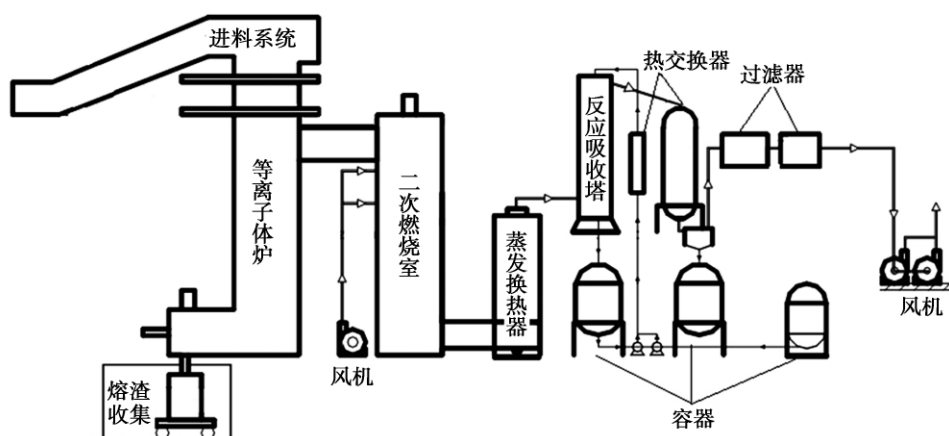 进料系统
热交换器
过滤器
等离子体炉
二次燃烧室
反应吸收塔
蒸发换热器
风机
风机
熔渣
收集
容器